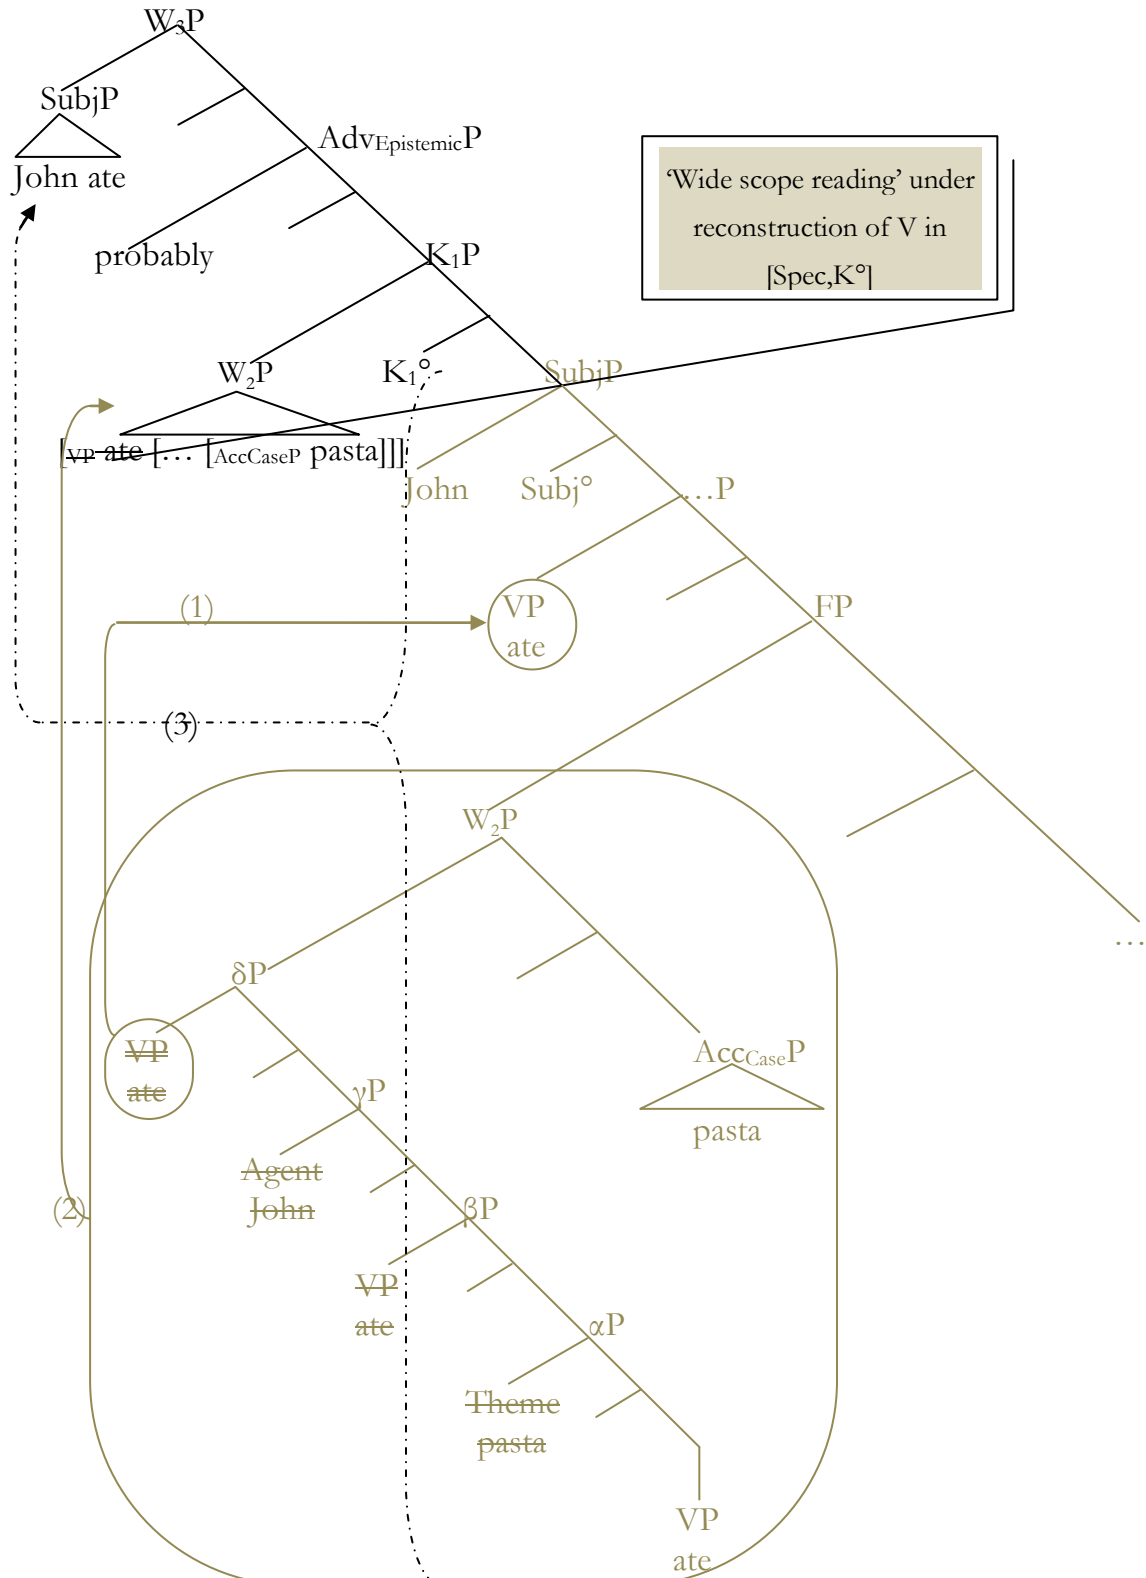 W₃P
SubjP
John ate
Adv_EpistemicP
probably
‘Wide scope reading’ under
reconstruction of V in
[Spec,K°]
K₁P
W₂P
K₁°
SubjP
[VP ate [… [AccCaseP pasta]]]
John
Subj°
…P
(1)
VP
ate
FP
(3)
W₂P
…
δP
VP
ate
AccCaseP
pasta
γP
Agent
John
(2)
βP
VP
ate
αP
Theme
pasta
VP
ate